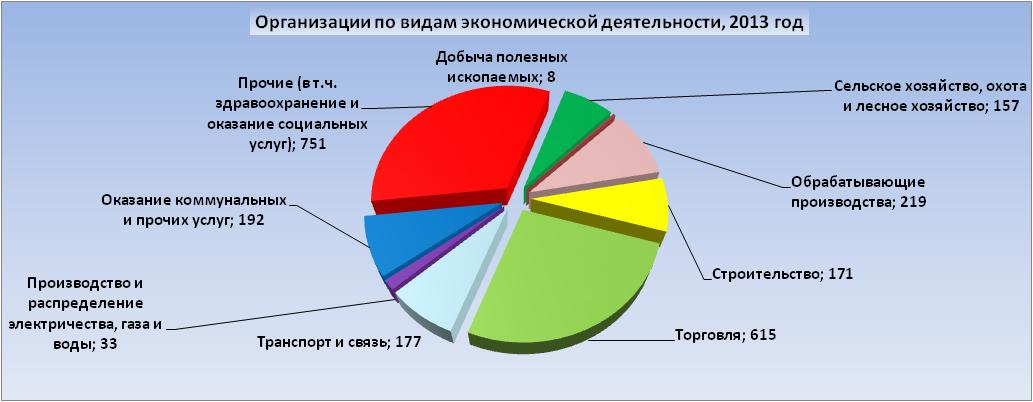 Организации по видам экономической деятельности, 2013 год
Добыча полезных
ископаемых; 8
Сельское хозяйство, охота
и лесное хозяйство; 157
Обрабатывающие
производства; 219
Строительство; 171
Торговля; 615
Транспорт и связь; 177
Производство и
распределение
электричества, газа и
воды; 33
Оказание коммунальных
и прочих услуг; 192
Прочие (в т.ч.
здравоохранение и
оказание социальных
услуг); 751